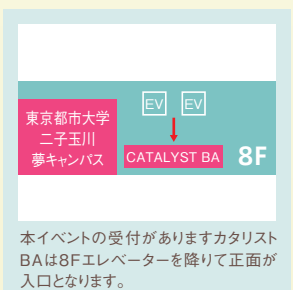 EV EV
東京都市大学
二子玉川
夢キャンパス
CATALYST BA 8F
本イベントの受付がありますカタリスト
BAは8Fエレベーターを降りて正面が
入口となります。